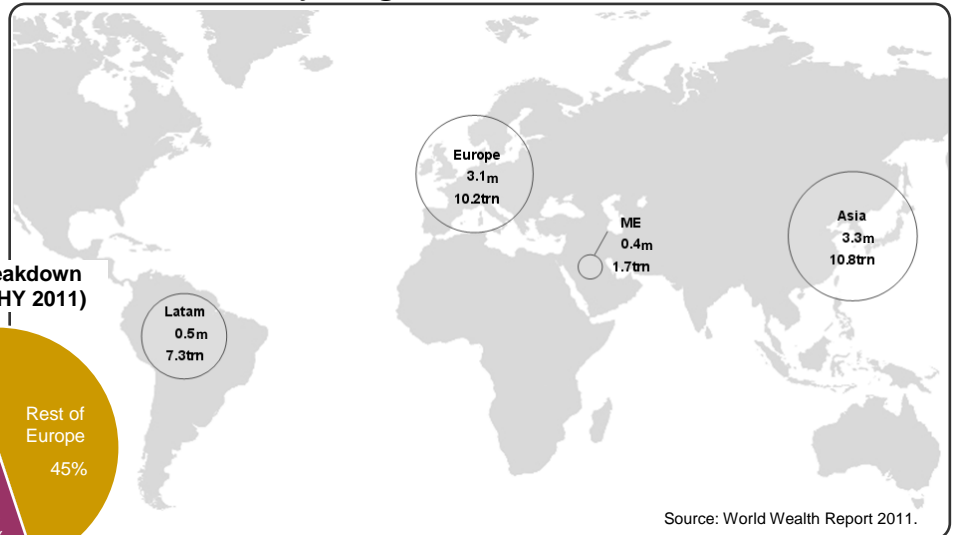 Europe
3.1m
10.2trn
ME
0.4m
1.7trn
Asia
3.3m
10.8trn
Latam
0.5m
7.3trn
HY 2011)
Rest of
Europe
45%
Source: World Wealth Report 2011.